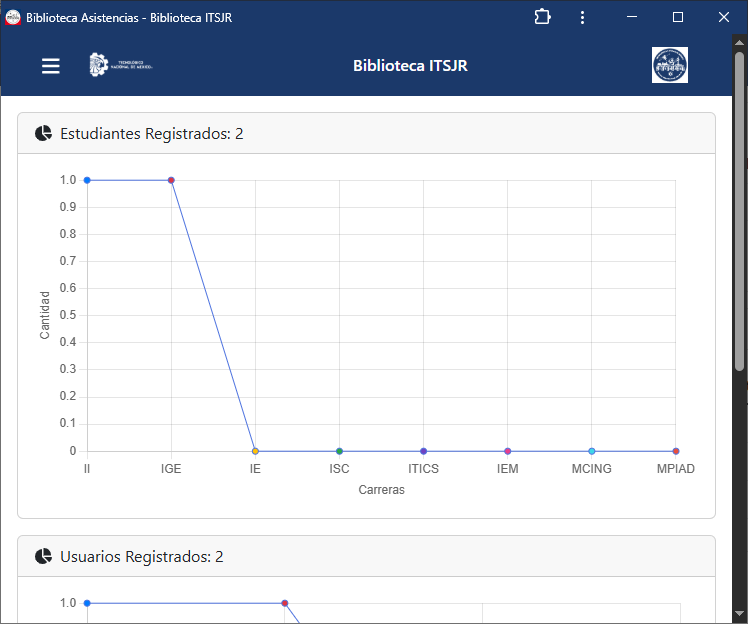 Biblioteca Asistencias - Biblioteca ITSJR
TECNOLÓGICO
NACIONAL DE MÉXICO
Biblioteca ITSJR
Estudiantes Registrados: 2
1.0
0.9
0.8
0.7
0.6
0.5
0.4
0.3
0.2
0.1
0
Cantidad
II IGE IE ISC ITICS IEM MCING MPIAD
Carreras
Usuarios Registrados: 2
1.0